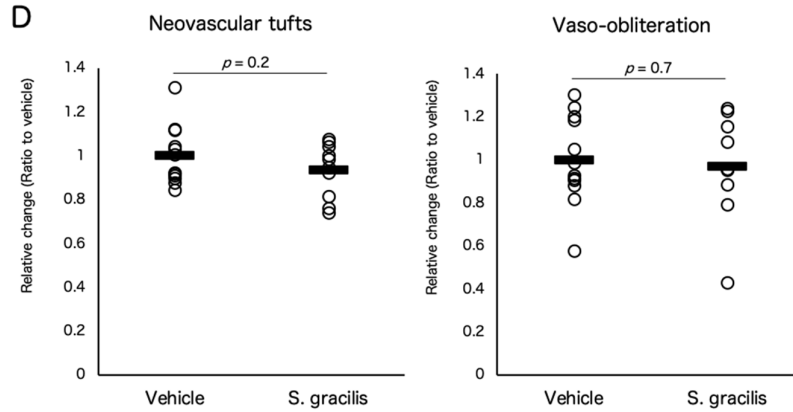 D
Neovascular tufts
Relative change (Ratio to vehicle)
1.4
1.2
1
0.8
0.6
0.4
0.2
0
p = 0.2
Vehicle
S. gracilis
Vaso-obliteration
Relative change (Ratio to vehicle)
1.4
1.2
1
0.8
0.6
0.4
0.2
0
p = 0.7
Vehicle
S. gracilis